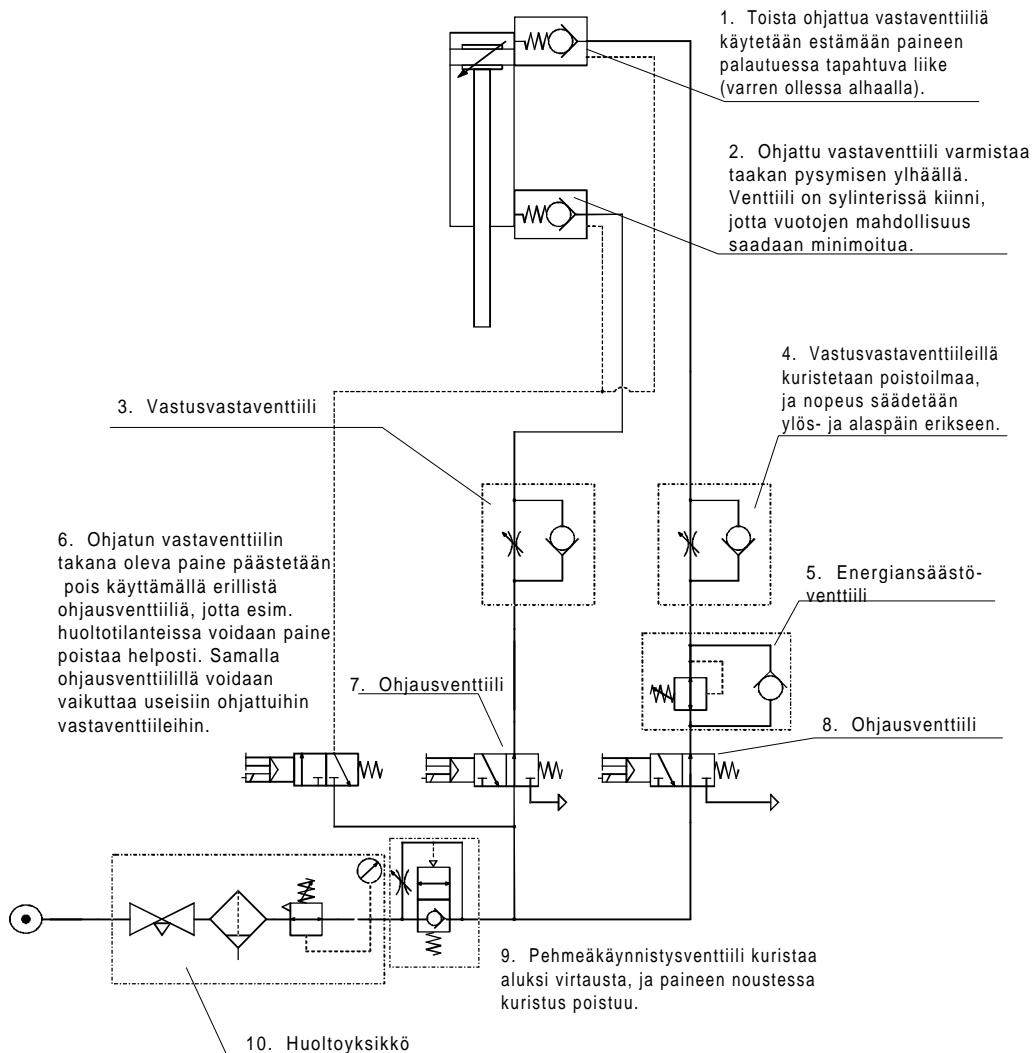 1. Toista ohjattua vastaventtiiliä
käytetään estämään paineen
palautuessa tapahtuva liike
(varren ollessa alhaalla).
2. Ohjattu vastaventtiili varmistaa
taakan pysymisen ylhäällä.
Venttiili on sylinterissä kiinni,
jotta vuotojen mahdollisuus
saadaan minimoitua.
3. Vastusvastaventtiili
4. Vastusvastaventtiileillä
kuristetaan poistoilmaa,
ja nopeus säädetään
ylös- ja alaspäin erikseen.
5. Energiansäästö-
venttiili
6. Ohjatun vastaventtiilin
takana oleva paine päästetään
pois käyttämällä erillistä
ohjausventtiiliä, jotta esim.
huoltotilanteissa voidaan paine
poistaa helposti. Samalla
ohjausventtiilillä voidaan
vaikuttaa useisiin ohjattuihin
vastaventtiileihin.
7. Ohjausventtiili
8. Ohjausventtiili
9. Pehmeäkäynnistysventtiili kuristaa
aluksi virtausta, ja paineen noustessa
kuristus poistuu.
10. Huoltoyksikkö